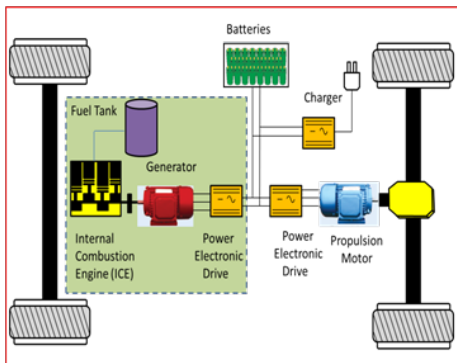 Batteries
Charger
Fuel Tank
Generator
Internal
Combustion
Engine (ICE)
Power
Electronic
Drive
Power
Electronic
Drive
Propulsion
Motor